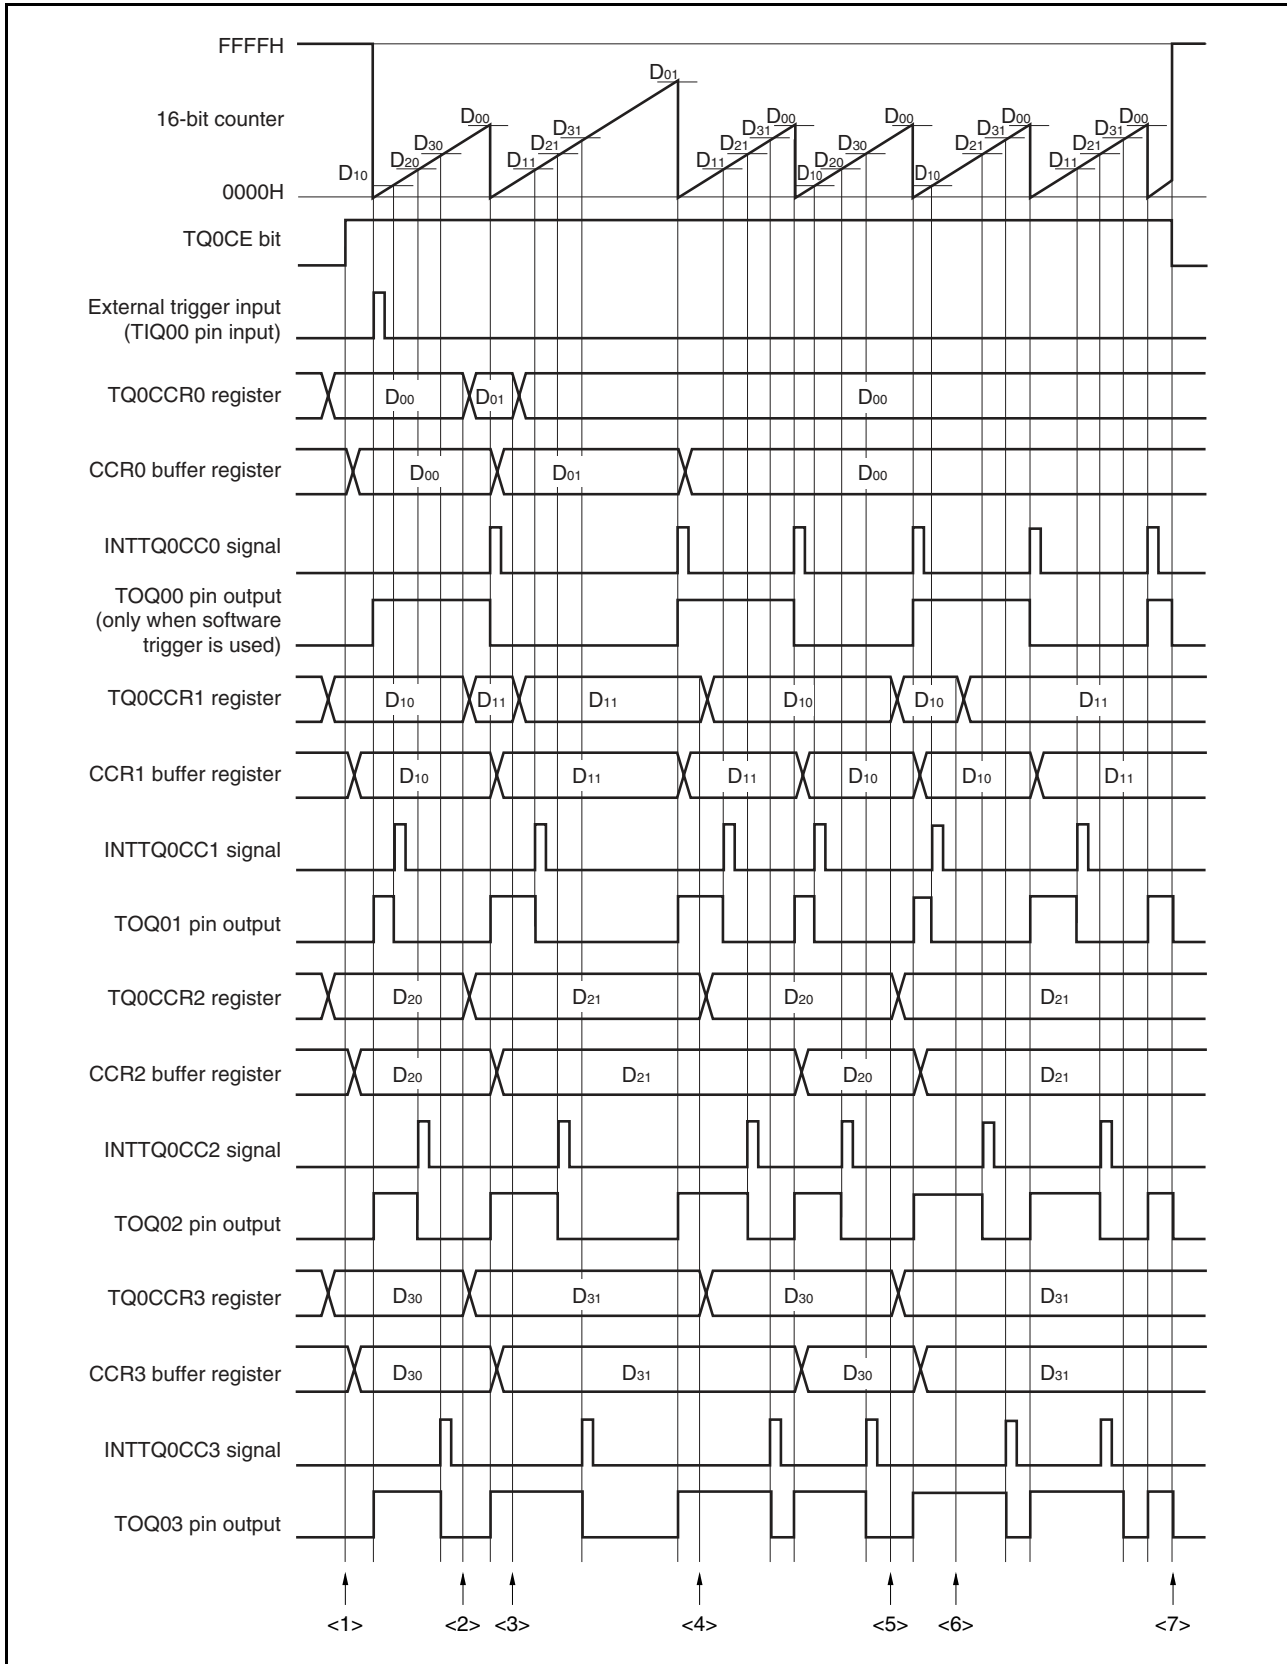 FFFFH
D01
16-bit counter
D00 D00 D00 D00 D00
D30 D31 D31 D30 D31 D31
D20 D21 D21 D20 D21 D21
D10 D11 D11 D10 D10 D11
0000H
TQ0CE bit
External trigger input
(TIQ00 pin input)
TQ0CCR0 register D00 D01 D00
CCR0 buffer register D00 D01 D00
INTTQ0CC0 signal
TOQ00 pin output
(only when software
trigger is used)
TQ0CCR1 register D10 D11 D11 D10 D10 D11
CCR1 buffer register D10 D11 D11 D10 D10 D11
INTTQ0CC1 signal
TOQ01 pin output
TQ0CCR2 register D20 D21 D20 D21
CCR2 buffer register D20 D21 D20 D21
INTTQ0CC2 signal
TOQ02 pin output
TQ0CCR3 register D30 D31 D30 D31
CCR3 buffer register D30 D31 D30 D31
INTTQ0CC3 signal
TOQ03 pin output
<1> <2> <3> <4> <5> <6> <7>